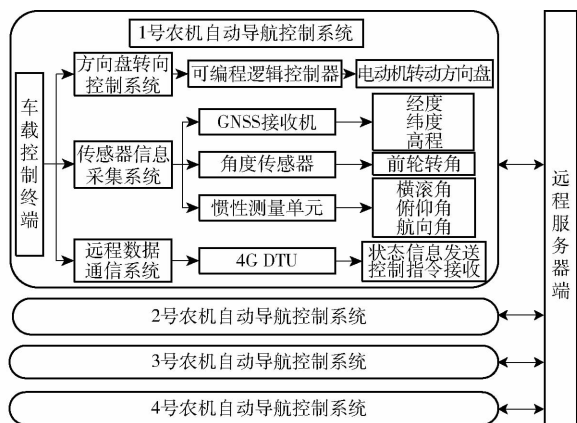 1号农机自动导航控制系统
车载控制终端
方向盘转向
控制系统
可编程逻辑控制器
电动机转动方向盘
传感器信息
采集系统
GNSS接收机
经度
纬度
高程
角度传感器
前轮转角
惯性测量单元
横滚角
俯仰角
航向角
远程数据
通信系统
4G DTU
状态信息发送
控制指令接收
2号农机自动导航控制系统
3号农机自动导航控制系统
4号农机自动导航控制系统
远程服务器端